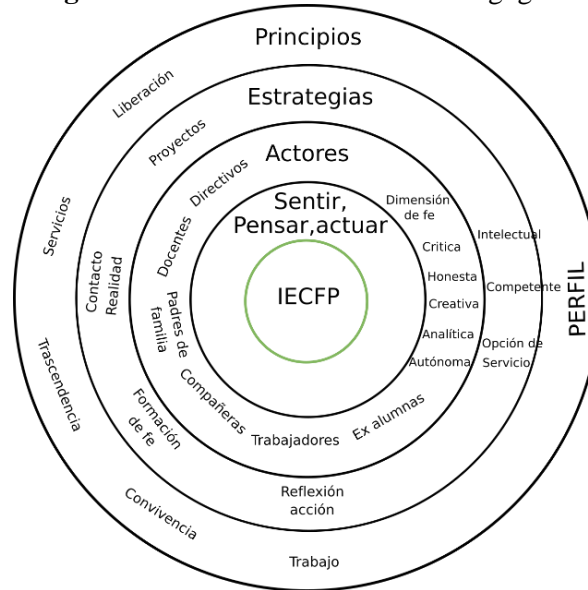 Principios
Estrategias
Actores
Sentir,
Pensar,actuar
IECFP
Liberación
Servicios
Trascendencia
Convivencia
Trabajo
Proyectos
Contacto
Realidad
Formación
de fe
Reflexión
acción
Directivos
Docentes
Padres de
familia
Compañeras
Trabajadores
Ex alumnas
Dimensión
de fe
Critica
Honesta
Creativa
Analítica
Autónoma
Intelectual
Competente
Opción de
Servicio
PERFIL